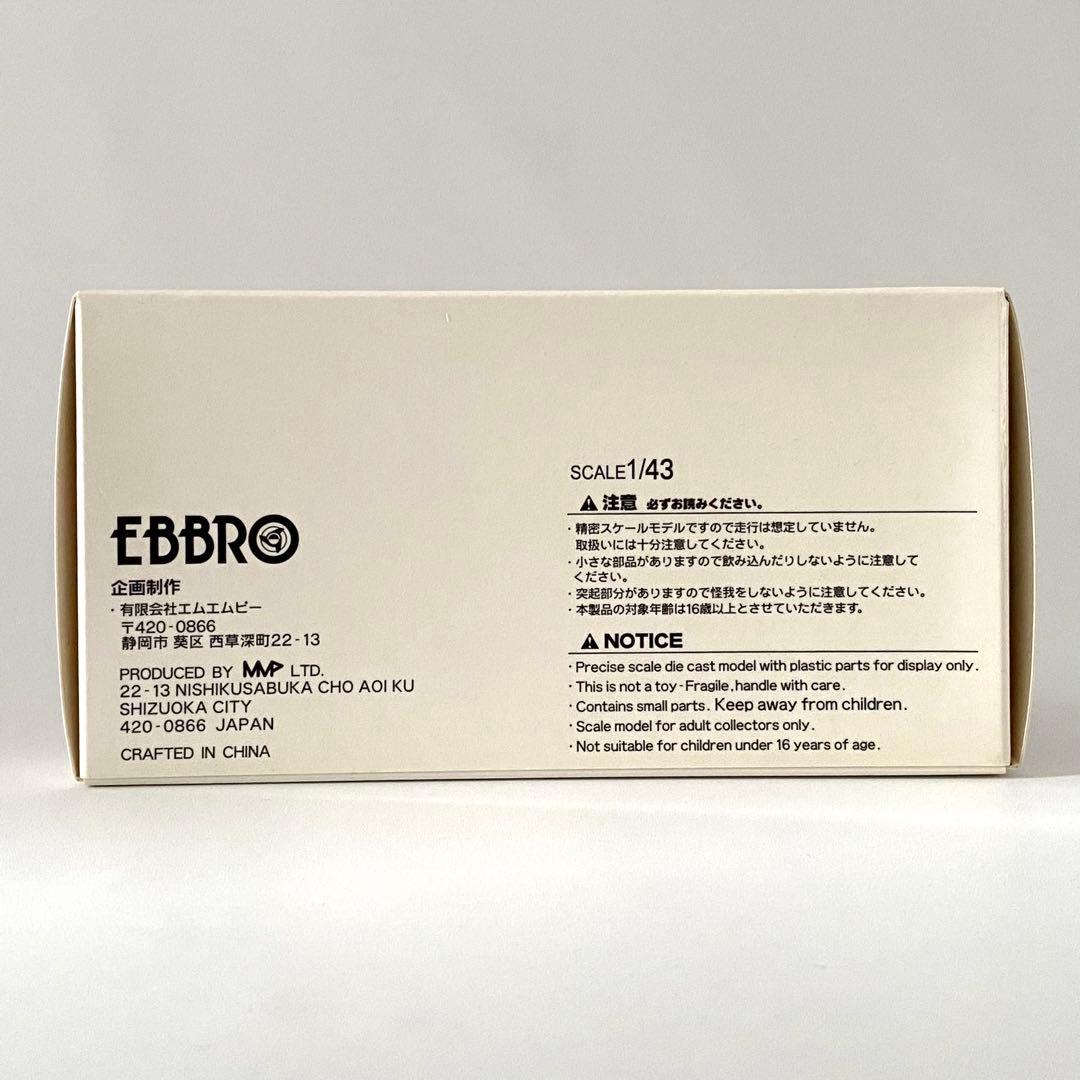 EBBRO
企画制作
・有限会社エムエムピー
〒420-0866
静岡市 葵区 西草深町22-13
PRODUCED BY MMP LTD.
22-13 NISHIKUSABUKA CHO AOI KU
SHIZUOKA CITY
420-0866 JAPAN
CRAFTED IN CHINA
SCALE1/43
注意 必ずお読みください。
・精密スケールモデルですので走行は想定していません。
取扱いには十分注意してください。
・小さな部品がありますので飲み込んだりしないように注意して
ください。
・突起部分がありますので怪我をしないように注意してください。
・本製品の対象年齢は16歳以上とさせていただきます。
NOTICE
・Precise scale die cast model with plastic parts for display only.
・This is not a toy-Fragile, handle with care.
・Contains small parts. Keep away from children.
・Scale model for adult collectors only.
・Not suitable for children under 16 years of age.